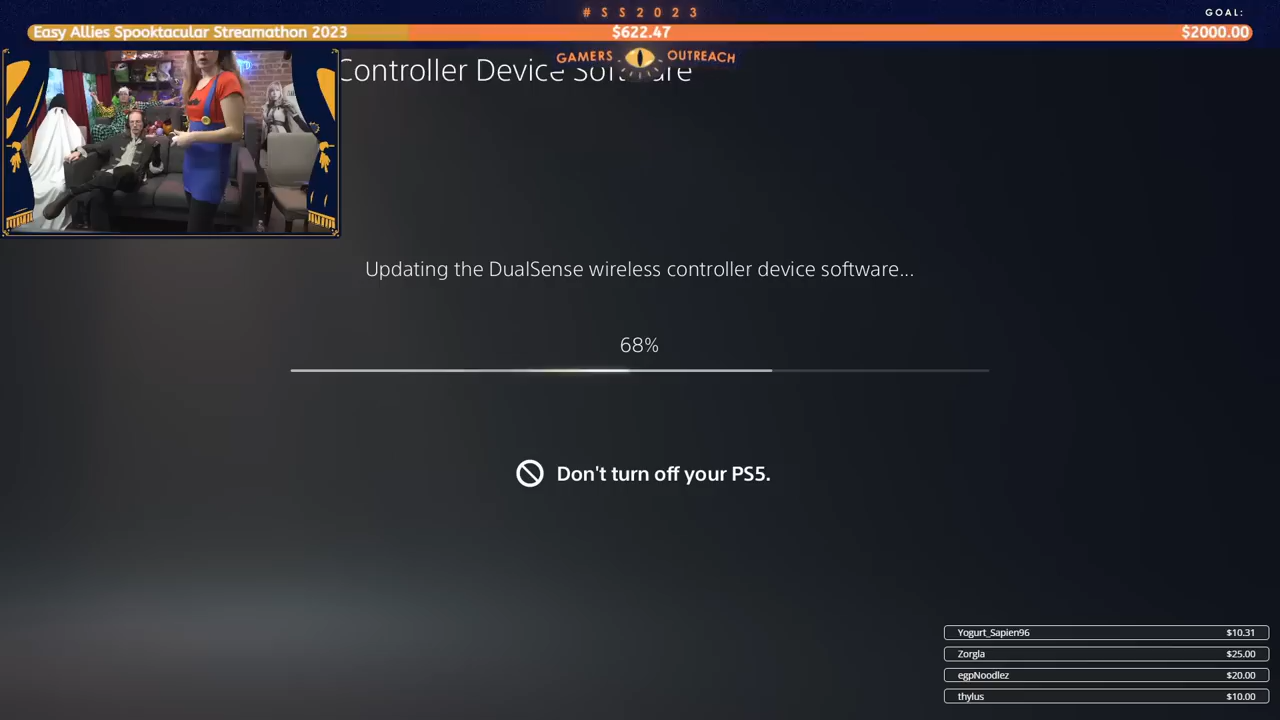 #SS2023
GOAL:
Easy Allies Spooktacular Streamathon 2023
$622.47
$2000.00
GAMERS OUTREACH
Controller Device Software
Updating the DualSense wireless controller device software...
68%
Don't turn off your PS5.
Yogurt_Sapien96 $10.31
Zorgla $25.00
egpNoodlez $20.00
thylus $10.00